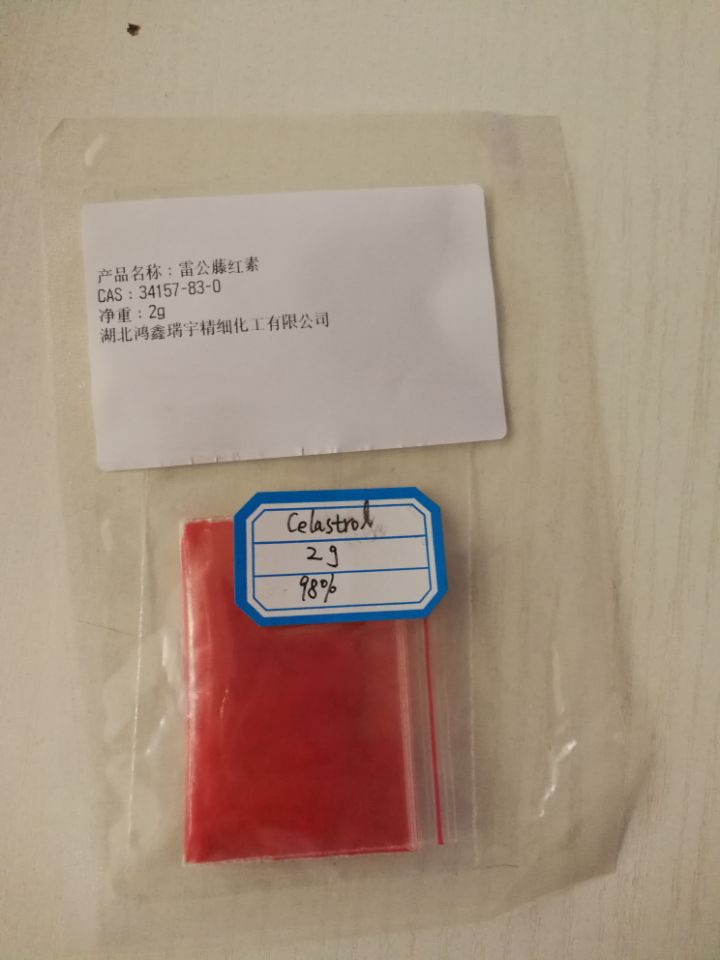 产品名称：雷公藤红素
CAS：34157-83-0
净重：2g
湖北鸿鑫瑞宇精细化工有限公司
Celastrol
2g
98%